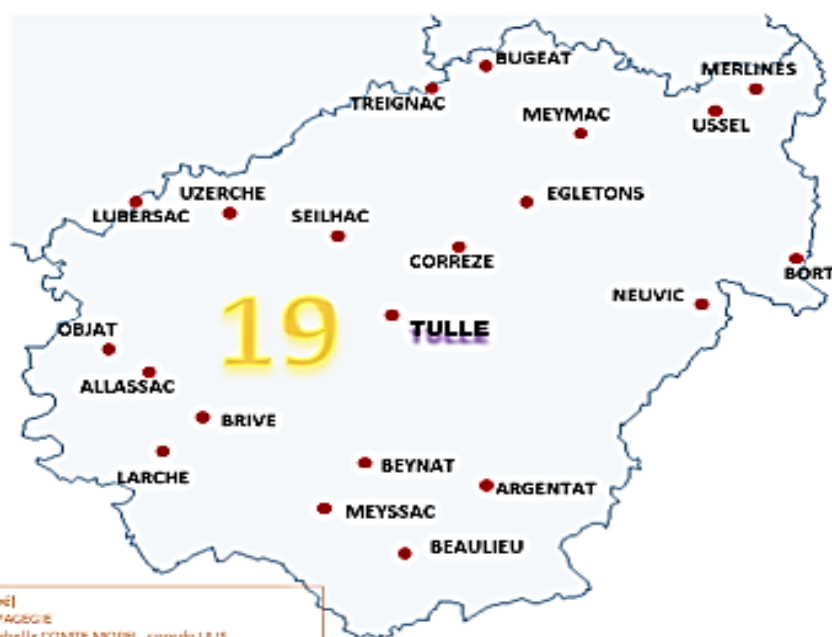 BUGEAT
MERLINES
TREIGNAC
MEYMAC
USSEL
UZERCHE
EGLETONS
LUBERSAC
SEILHAC
CORREZE
BORT
NEUVIC
19
OBJAT
TULLE
ALLASSAC
BRIVE
BEYNAT
LARCHE
ARGENTAT
MEYSSAC
BEAULIEU